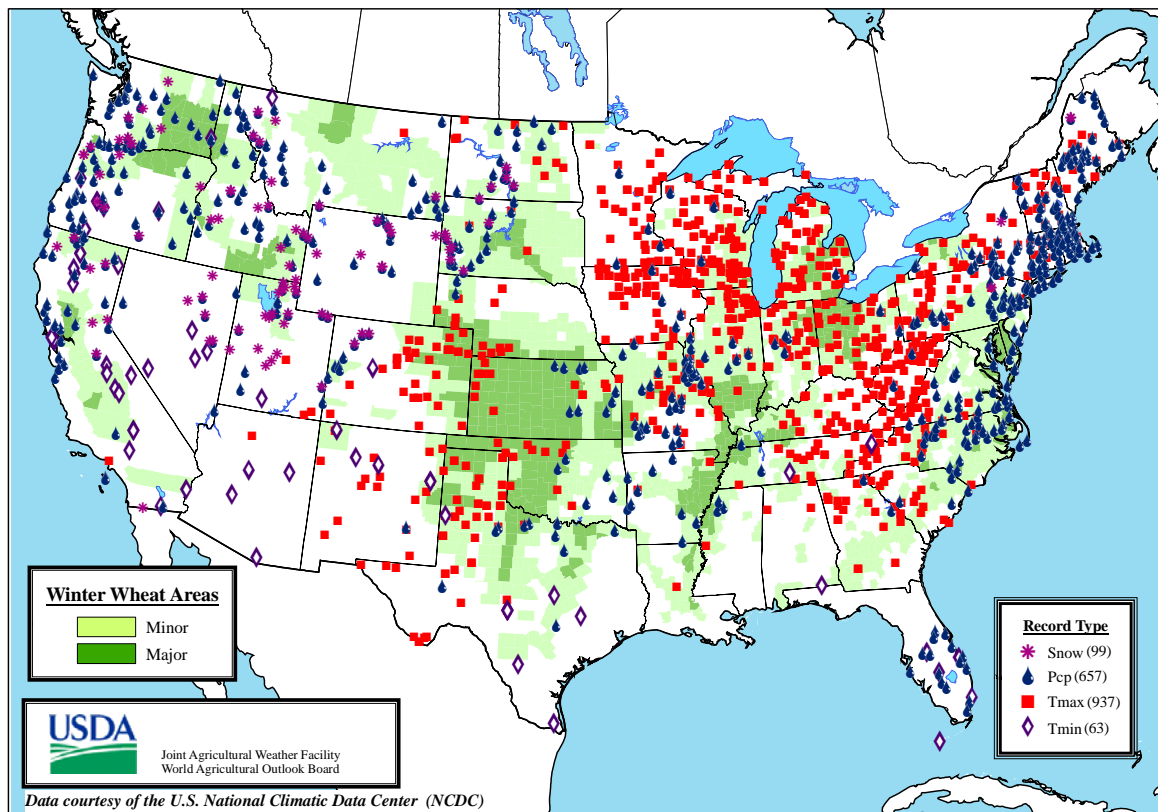 Winter Wheat Areas
Minor
Major
Record Type
Snow (99)
Pcp (657)
Tmax (937)
Tmin (63)
USDA
Joint Agricultural Weather Facility
World Agricultural Outlook Board
Data courtesy of the U.S. National Climatic Data Center (NCDC)